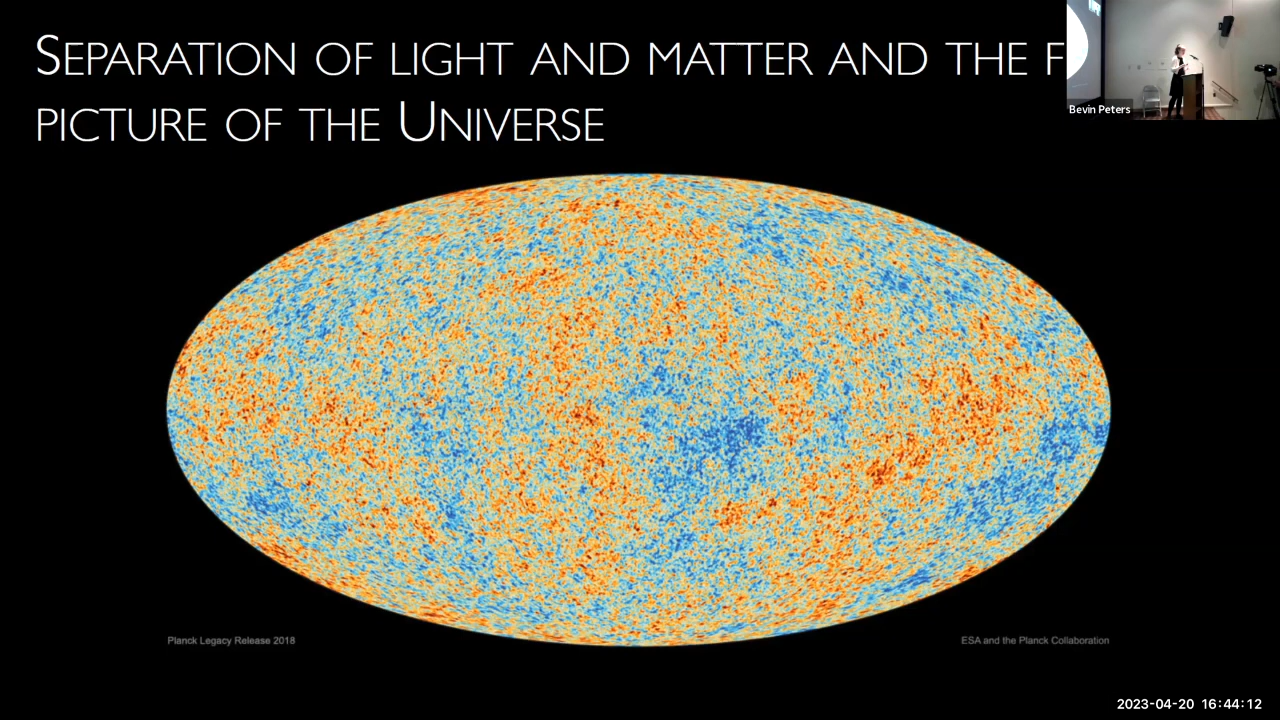 SEPARATION OF LIGHT AND MATTER AND THE F
PICTURE OF THE UNIVERSE
Bevin Peters
Planck Legacy Release 2018
ESA and the Planck Collaboration
2023-04-20 16:44:12